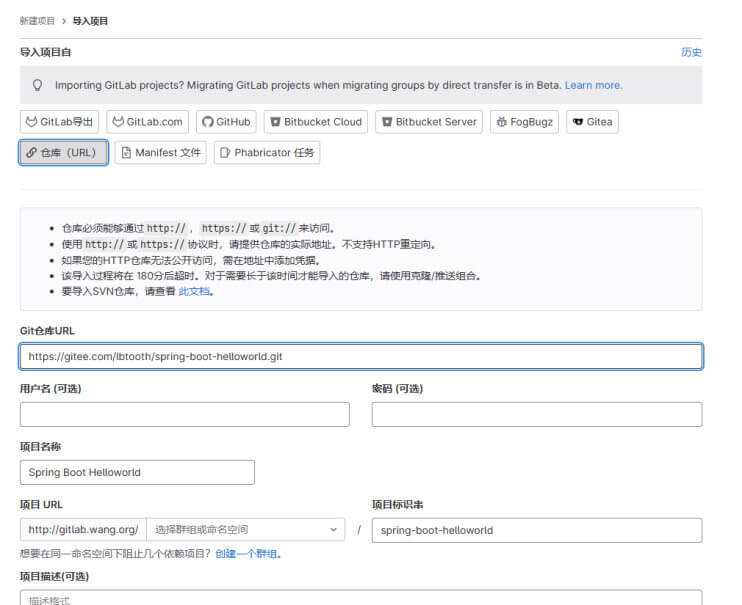 新建项目 > 导入项目
导入项目自 历史
Importing GitLab projects? Migrating GitLab projects when migrating groups by direct transfer is in Beta. Learn more.
GitLab导出 GitLab.com GitHub Bitbucket Cloud Bitbucket Server FogBugz Gitea
仓库（URL） Manifest 文件 Phabricator 任务
• 仓库必须能够通过 http:// ， https:// 或 git:// 来访问。
• 使用 http:// 或 https:// 协议时，请提供仓库的实际地址。不支持HTTP重定向。
• 如果您的HTTP仓库无法公开访问，需在地址中添加凭据。
• 该导入过程将在 180分后超时。对于需要长于该时间才能导入的仓库，请使用克隆/推送组合。
• 要导入SVN仓库，请查看 此文档。
Git仓库URL
https://gitee.com/lbtooth/spring-boot-helloworld.git
用户名 (可选) 密码 (可选)
项目名称
Spring Boot Helloworld
项目 URL 项目标识串
http://gitlab.wang.org/ 选择群组或命名空间 / spring-boot-helloworld
想要在同一命名空间下阻止几个依赖项目？创建一个群组。
项目描述(可选)
描述格式